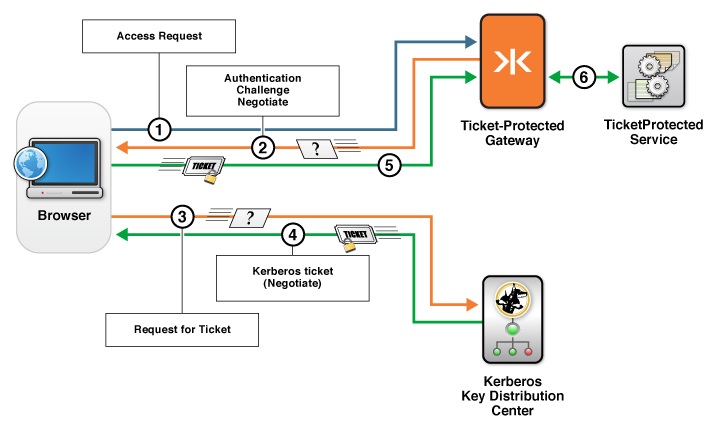 Access Request
Authentication
Challenge
Negotiate
1
2
?
TICKET
5
6
Ticket-Protected
Gateway
TicketProtected
Service
Browser
3
?
4
TICKET
Kerberos ticket
(Negotiate)
Request for Ticket
Kerberos
Key Distribution
Center